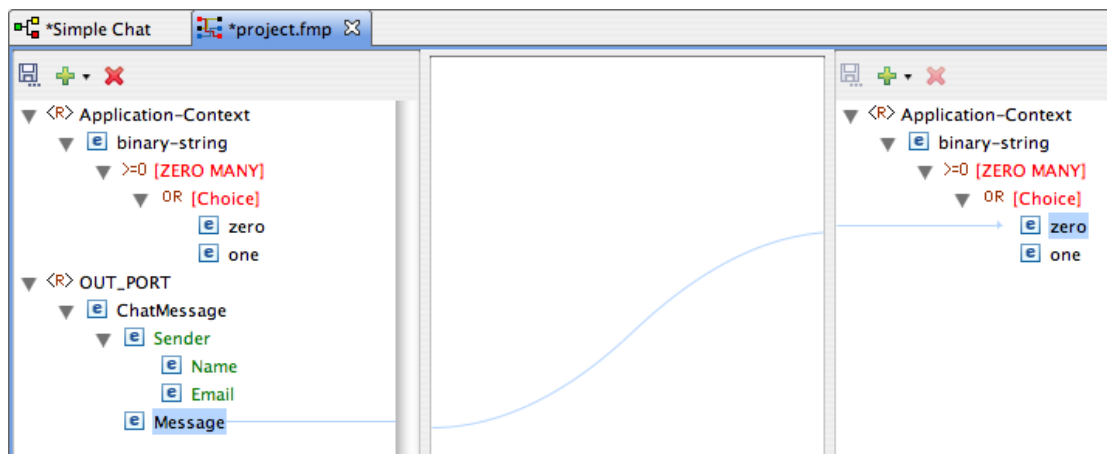 *Simple Chat
*project.fmp
<R> Application-Context
e binary-string
>=0 [ZERO MANY]
OR [Choice]
e zero
e one
<R> OUT_PORT
e ChatMessage
e Sender
e Name
e Email
e Message
<R> Application-Context
e binary-string
>=0 [ZERO MANY]
OR [Choice]
e zero
e one